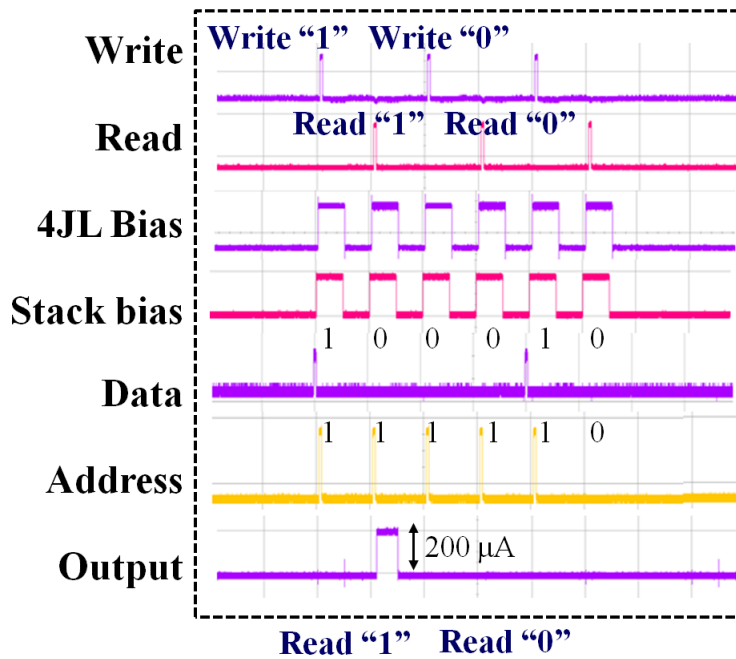 Write “1” Write “0”
Write
Read “1” Read “0”
Read
4JL Bias
Stack bias
1 0 0 0 1 0
Data
1 1 1 1 1 0
Address
200 μA
Output
Read “1” Read “0”